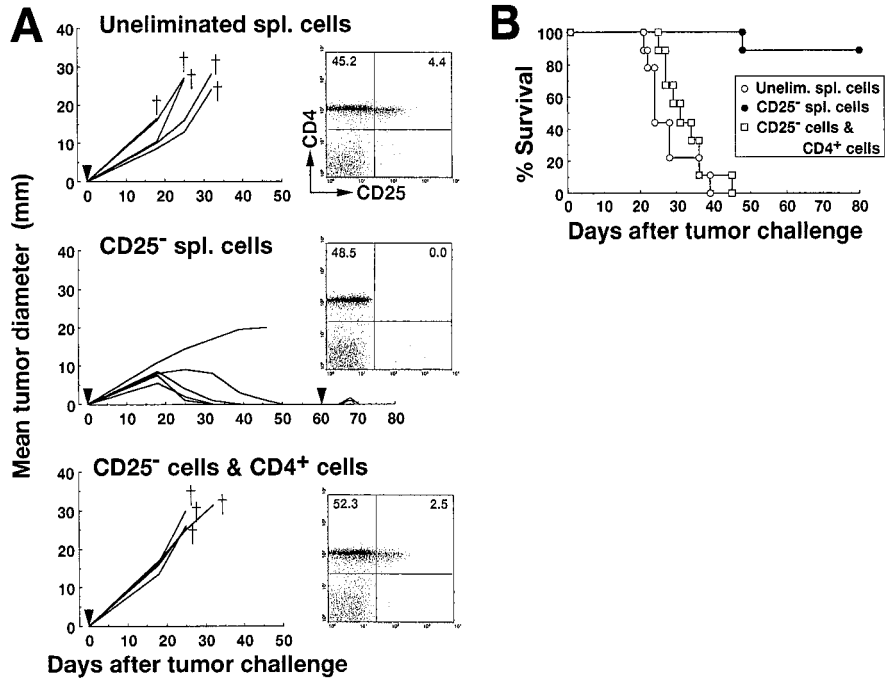 A
Uneliminated spl. cells
40
30
20
10
0
† † † † †
0 10 20 30 40 50
45.2 4.4
CD4
CD25
CD25⁻ spl. cells
40
30
20
10
0
0 10 20 30 40 50 60 70 80
48.5 0.0
CD25⁻ cells & CD4⁺ cells
40
30
20
10
0
† † † †
0 10 20 30 40 50
52.3 2.5
Mean tumor diameter (mm)
Days after tumor challenge
B
100
80
60
40
20
0
% Survival
0 10 20 30 40 50 60 70 80
Days after tumor challenge
Unelim. spl. cells
CD25⁻ spl. cells
CD25⁻ cells &
CD4⁺ cells